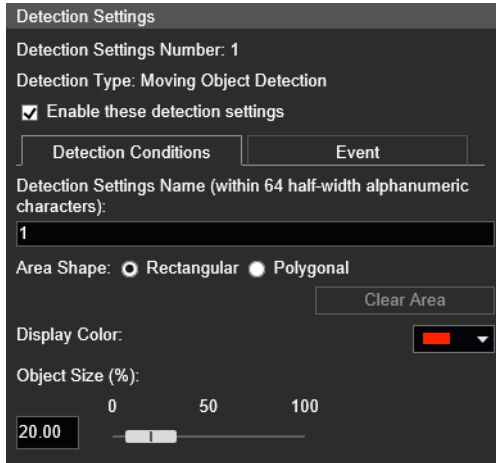 Detection Settings
Detection Settings Number: 1
Detection Type: Moving Object Detection
Enable these detection settings
Detection Conditions Event
Detection Settings Name (within 64 half-width alphanumeric
characters):
1
Area Shape: Rectangular Polygonal
Clear Area
Display Color:
Object Size (%):
0 50 100
20.00